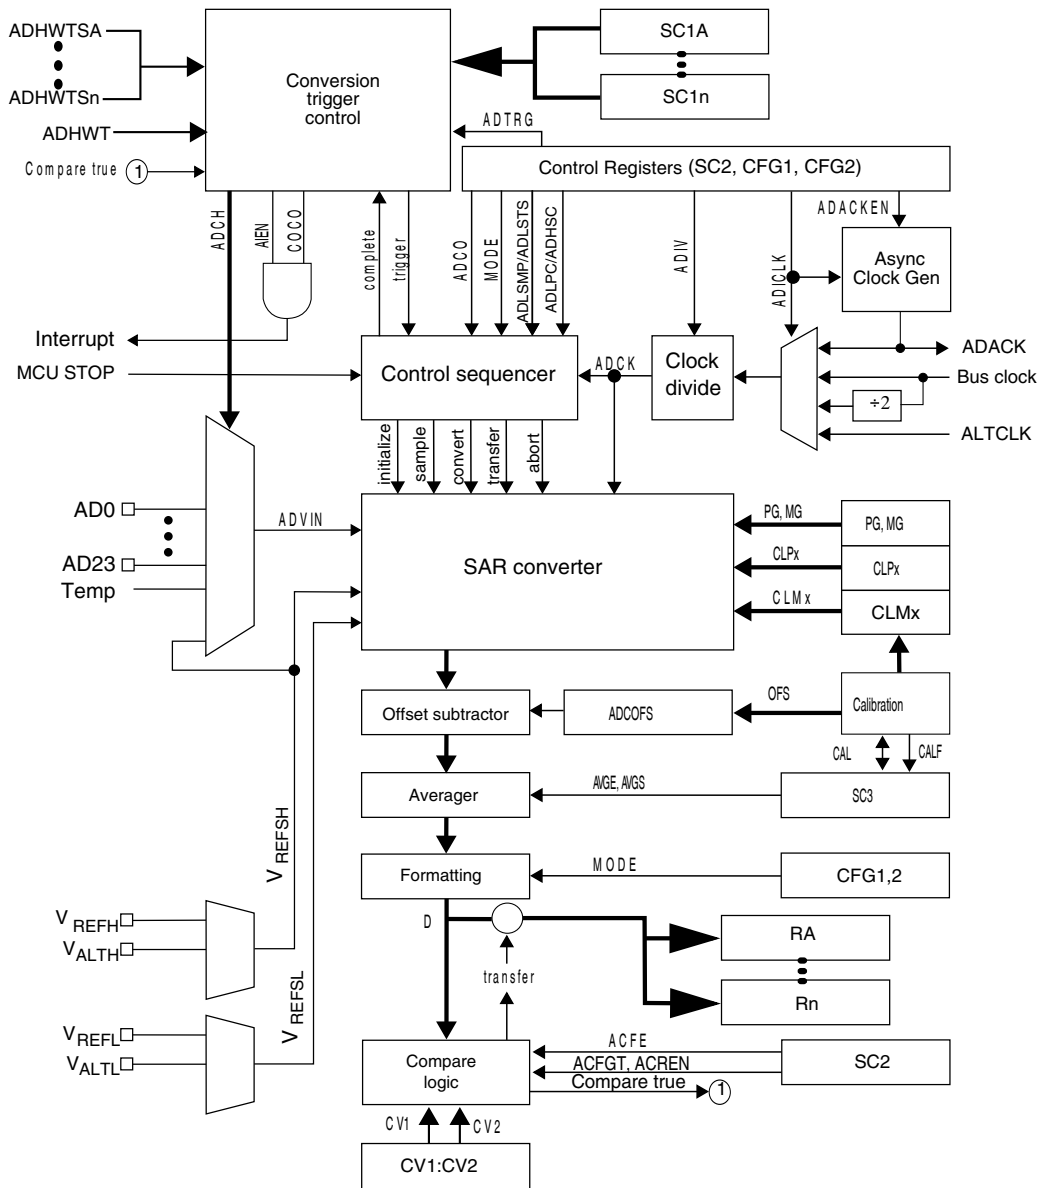 ADHWTSA
ADHWTSn
ADHWT
Compare true 1
Conversion
trigger
control
SC1A
SC1n
ADTRG
Control Registers (SC2, CFG1, CFG2)
ADCH
AIEN
COCO
complete
trigger
ADCO
MODE
ADLSMP/ADLSTS
ADLPC/ADHSC
ADIV
ADICLK
ADACKEN
Async
Clock Gen
Interrupt
MCU STOP
Control sequencer
ADCK
Clock
divide
ADACK
Bus clock
÷2
ALTCLK
initialize
sample
convert
transfer
abort
AD0
AD23
Temp
ADVIN
SAR converter
PG, MG
PG, MG
CLPx
CLPx
CLMx
CLMx
Offset subtractor
ADCOFS
OFS
Calibration
CAL
CALF
Averager
AVGE, AVGS
SC3
Formatting
MODE
CFG1,2
V REFSH
V REFSL
V REFH
VALTH
V REFL
VALTL
D
transfer
RA
Rn
Compare
logic
ACFE
ACFGT, ACREN
Compare true
1
SC2
CV1
CV2
CV1:CV2